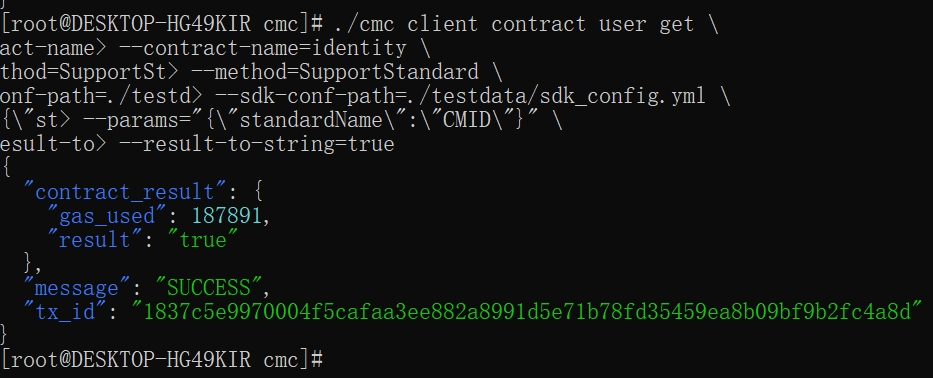 }
[root@DESKTOP-HG49KIR cmc]# ./cmc client contract user get \
act-name> --contract-name=identity \
thod=SupportSt> --method=SupportStandard \
onf-path=./testd> --sdk-conf-path=./testdata/sdk_config.yml \
{\"st> --params="{\"standardName\":\"CMID\"}" \
esult-to> --result-to-string=true
{
  "contract_result": {
    "gas_used": 187891,
    "result": "true"
  },
  "message": "SUCCESS",
  "tx_id": "1837c5e9970004f5cafaa3ee882a8991d5e71b78fd35459ea8b09bf9b2fc4a8d"
}
[root@DESKTOP-HG49KIR cmc]#